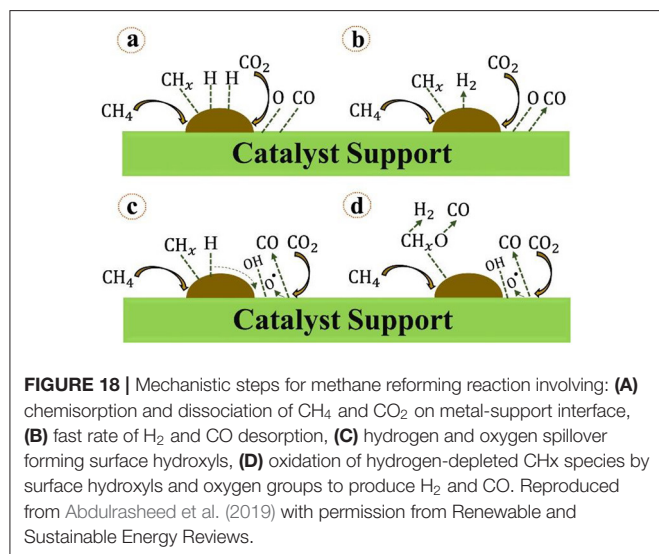 a
CHₓ H H CO₂
CH₄ O CO
b
CHₓ H₂ CO₂
CH₄ O CO
Catalyst Support
c
CHₓ H OH CO CO₂
CH₄ O•
d
H₂ CO
CHₓO OH CO CO₂
CH₄ O•
Catalyst Support
FIGURE 18 | Mechanistic steps for methane reforming reaction involving: (A)
chemisorption and dissociation of CH₄ and CO₂ on metal-support interface,
(B) fast rate of H₂ and CO desorption, (C) hydrogen and oxygen spillover
forming surface hydroxyls, (D) oxidation of hydrogen-depleted CHx species by
surface hydroxyls and oxygen groups to produce H₂ and CO. Reproduced
from Abdulrasheed et al. (2019) with permission from Renewable and
Sustainable Energy Reviews.